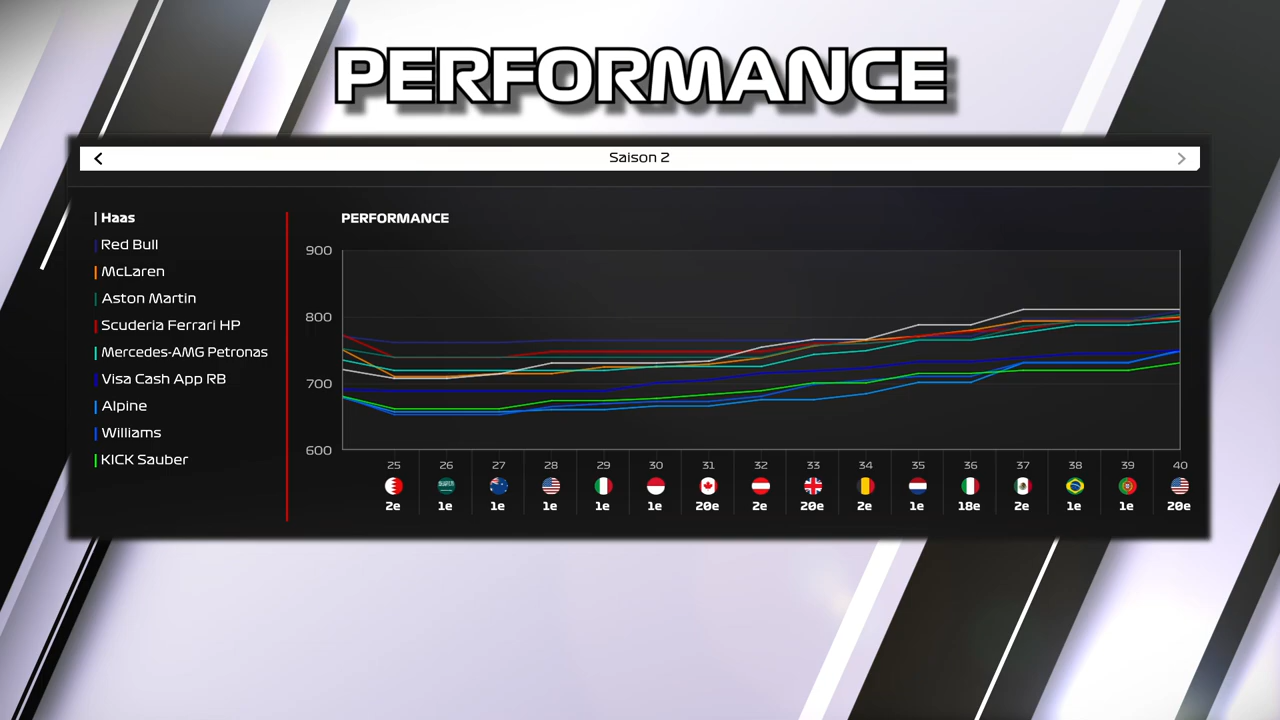 PERFORMANCE
Saison 2
Haas
Red Bull
McLaren
Aston Martin
Scuderia Ferrari HP
Mercedes-AMG Petronas
Visa Cash App RB
Alpine
Williams
KICK Sauber
PERFORMANCE
900
800
700
600
25 26 27 28 29 30 31 32 33 34 35 36 37 38 39 40
2e 1e 1e 1e 1e 1e 20e 2e 20e 2e 1e 18e 2e 1e 1e 20e